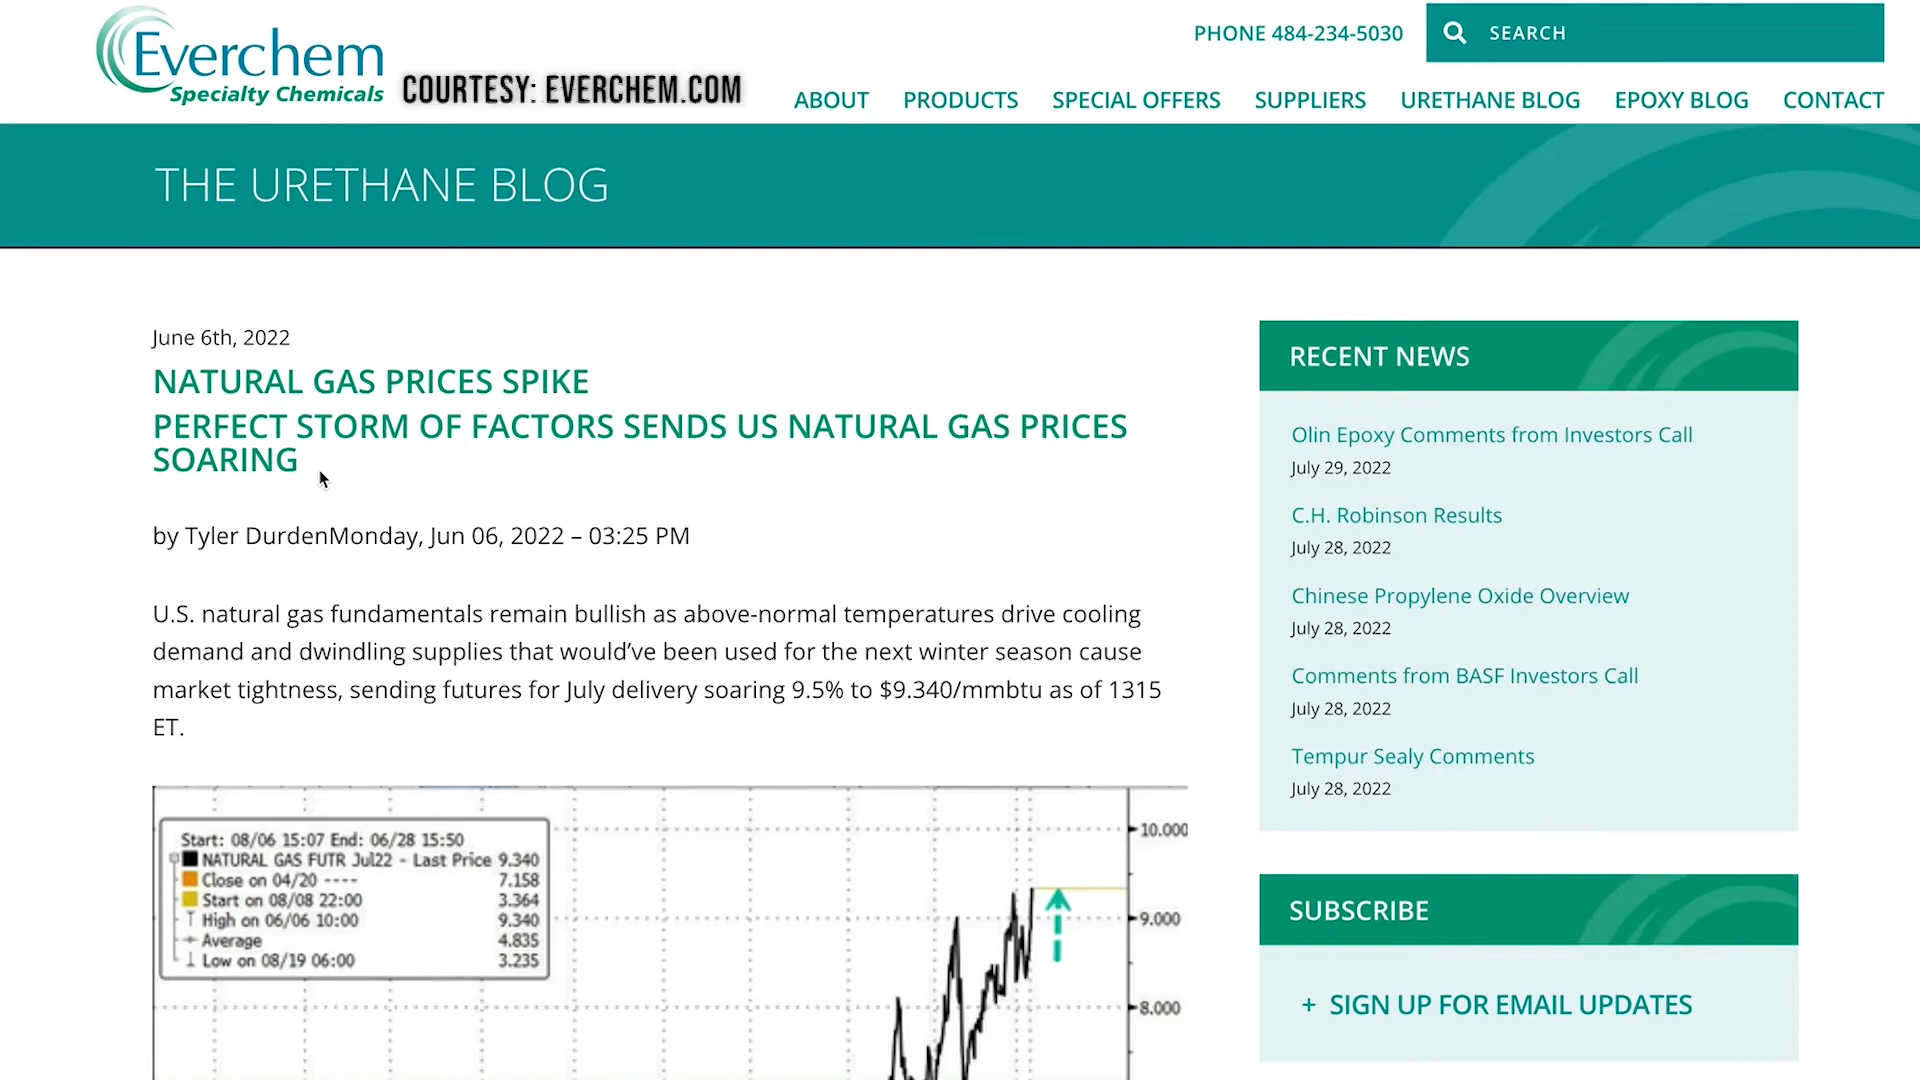 Everchem
Specialty Chemicals
COURTESY: EVERCHEM.COM
PHONE 484-234-5030
SEARCH
ABOUT PRODUCTS SPECIAL OFFERS SUPPLIERS URETHANE BLOG EPOXY BLOG CONTACT
THE URETHANE BLOG
June 6th, 2022
NATURAL GAS PRICES SPIKE
PERFECT STORM OF FACTORS SENDS US NATURAL GAS PRICES
SOARING
by Tyler DurdenMonday, Jun 06, 2022 – 03:25 PM
U.S. natural gas fundamentals remain bullish as above-normal temperatures drive cooling
demand and dwindling supplies that would’ve been used for the next winter season cause
market tightness, sending futures for July delivery soaring 9.5% to $9.340/mmbtu as of 1315
ET.
Start: 08/06 15:07 End: 06/28 15:50
NATURAL GAS FUTR Jul22 - Last Price 9.340
Close on 04/20 ---- 7.158
Start on 08/08 22:00 3.364
High on 06/06 10:00 9.340
Average 4.835
Low on 08/19 06:00 3.235
10.000
9.000
8.000
RECENT NEWS
Olin Epoxy Comments from Investors Call
July 29, 2022
C.H. Robinson Results
July 28, 2022
Chinese Propylene Oxide Overview
July 28, 2022
Comments from BASF Investors Call
July 28, 2022
Tempur Sealy Comments
July 28, 2022
SUBSCRIBE
+ SIGN UP FOR EMAIL UPDATES